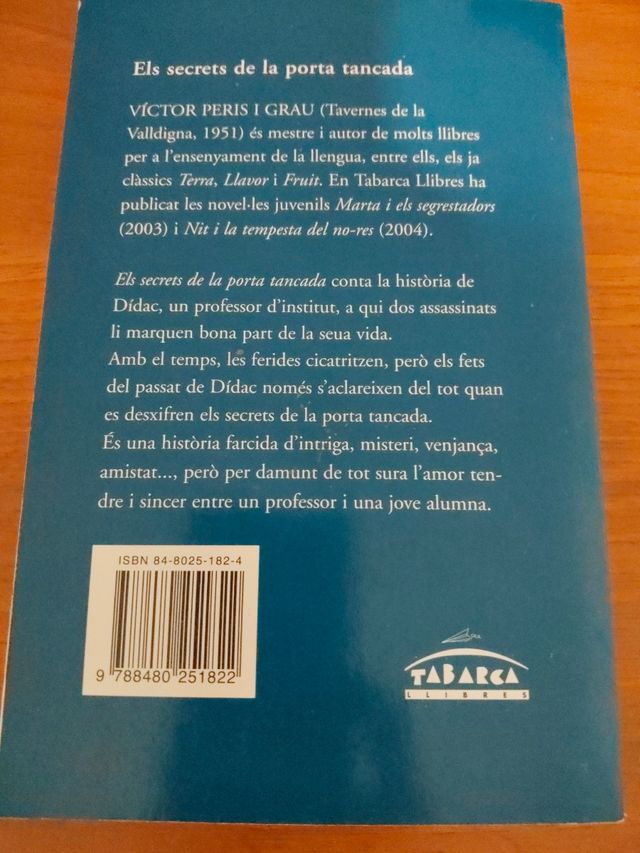 Els secrets de la porta tancada
VÍCTOR PERIS I GRAU (Tavernes de la
Valldigna, 1951) és mestre i autor de molts llibres
per a l'ensenyament de la llengua, entre ells, els ja
clàssics Terra, Llavor i Fruit. En Tabarca Llibres ha
publicat les novel·les juvenils Marta i els segrestadors
(2003) i Nit i la tempesta del no-res (2004).
Els secrets de la porta tancada conta la història de
Dídac, un professor d'institut, a qui dos assassinats
li marquen bona part de la seua vida.
Amb el temps, les ferides cicatritzen, però els fets
del passat de Dídac només s'aclareixen del tot quan
es desxifren els secrets de la porta tancada.
És una història farcida d'intriga, misteri, venjança,
amistat..., però per damunt de tot sura l'amor ten-
dre i sincer entre un professor i una jove alumna.
ISBN 84-8025-182-4
9 788480 251822
TABARCA
LLIBRES